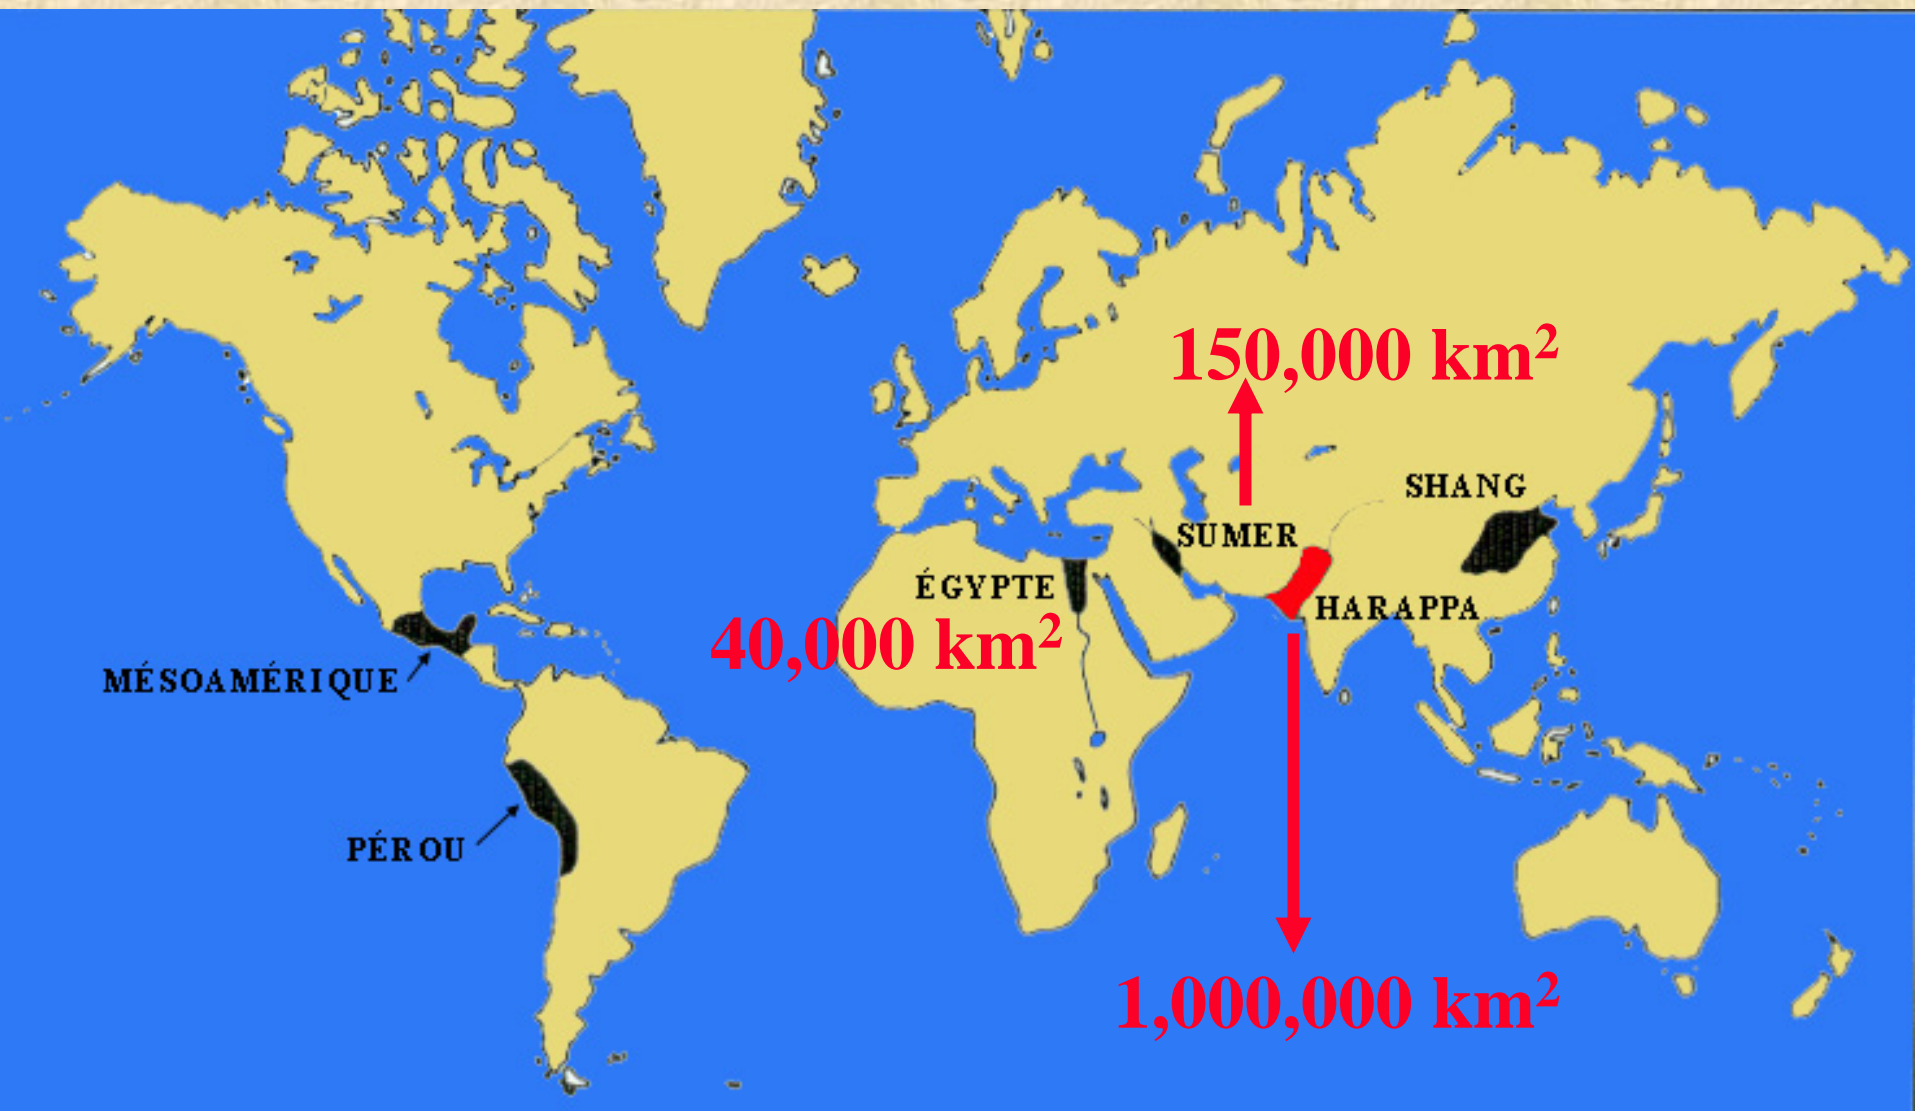 150,000 km²
SHANG
SUMER
ÉGYPTE
HARAPPA
40,000 km²
MÉSOAMÉRIQUE
PÉROU
1,000,000 km²